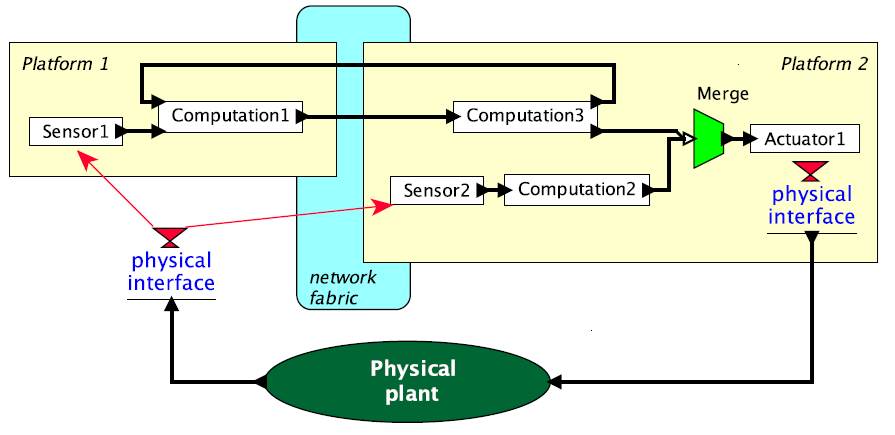 Platform 1
Platform 2
Merge
Sensor1
Computation1
Computation3
Actuator1
Sensor2
Computation2
physical
interface
physical
interface
network
fabric
Physical
plant